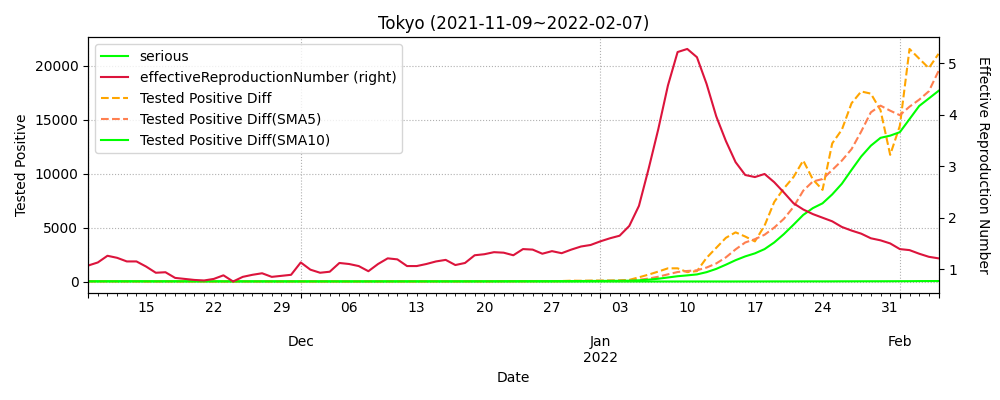 Tokyo (2021-11-09~2022-02-07)
serious
effectiveReproductionNumber (right)
Tested Positive Diff
Tested Positive Diff(SMA5)
Tested Positive Diff(SMA10)
Tested Positive
20000
15000
10000
5000
0
Effective Reproduction Number
5
4
3
2
1
15 22 29 06 13 20 27 03 10 17 24 31
Dec Jan Feb
2022
Date